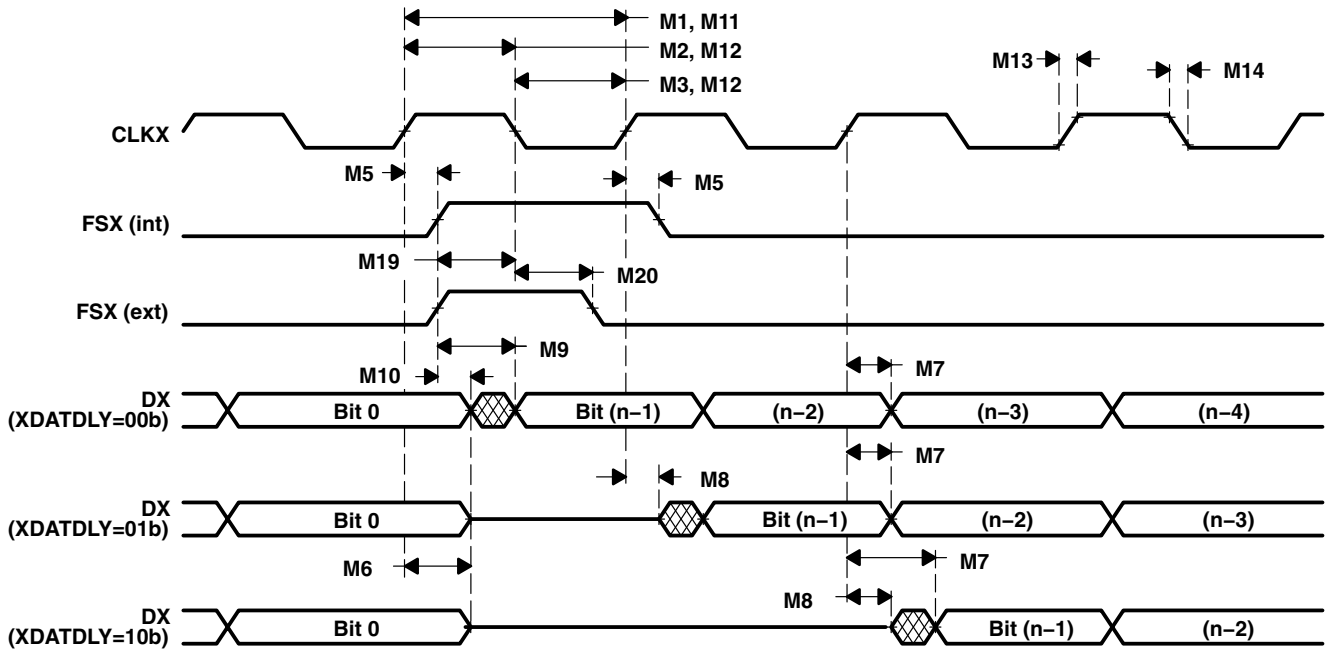 M1, M11
M2, M12
M3, M12
M13
M14
CLKX
M5
M5
FSX (int)
M19
M20
FSX (ext)
M9
M10
M7
DX
(XDATDLY=00b)
Bit 0
Bit (n−1)
(n−2)
(n−3)
(n−4)
M7
M8
DX
(XDATDLY=01b)
Bit 0
Bit (n−1)
(n−2)
(n−3)
M6
M7
M8
DX
(XDATDLY=10b)
Bit 0
Bit (n−1)
(n−2)